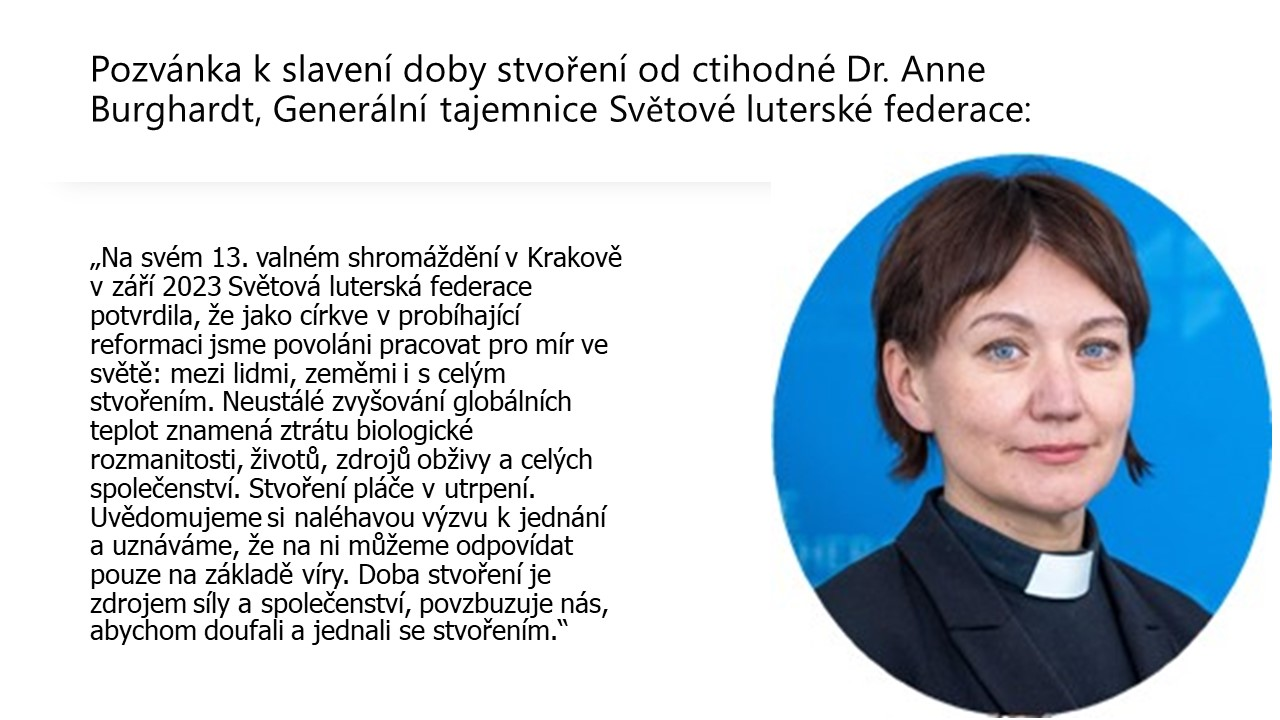 Pozvánka k slavení doby stvoření od ctihodné Dr. Anne
Burghardt, Generální tajemnice Světové luterské federace:
„Na svém 13. valném shromáždění v Krakově
v září 2023 Světová luterská federace
potvrdila, že jako církve v probíhající
reformaci jsme povoláni pracovat pro mír ve
světě: mezi lidmi, zeměmi i s celým
stvořením. Neustálé zvyšování globálních
teplot znamená ztrátu biologické
rozmanitosti, životů, zdrojů obživy a celých
společenství. Stvoření pláče v utrpení.
Uvědomujeme si naléhavou výzvu k jednání
a uznáváme, že na ni můžeme odpovídat
pouze na základě víry. Doba stvoření je
zdrojem síly a společenství, povzbuzuje nás,
abychom doufali a jednali se stvořením.“